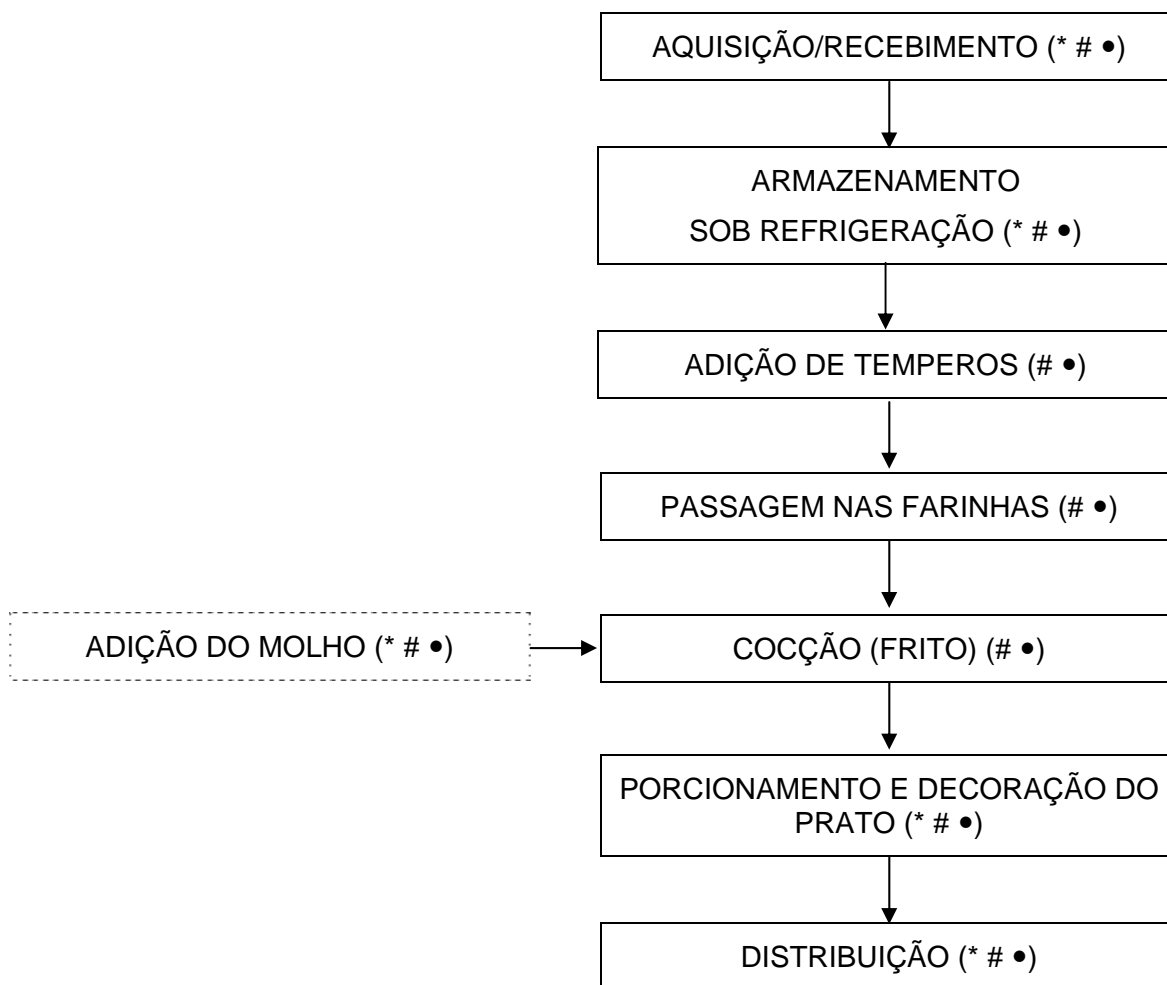 AQUISIÇÃO/RECEBIMENTO (* # •)
ARMAZENAMENTO
SOB REFRIGERAÇÃO (* # •)
ADIÇÃO DE TEMPEROS (# •)
PASSAGEM NAS FARINHAS (# •)
ADIÇÃO DO MOLHO (* # •)
COCÇÃO (FRITO) (# •)
PORCIONAMENTO E DECORAÇÃO DO
PRATO (* # •)
DISTRIBUIÇÃO (* # •)